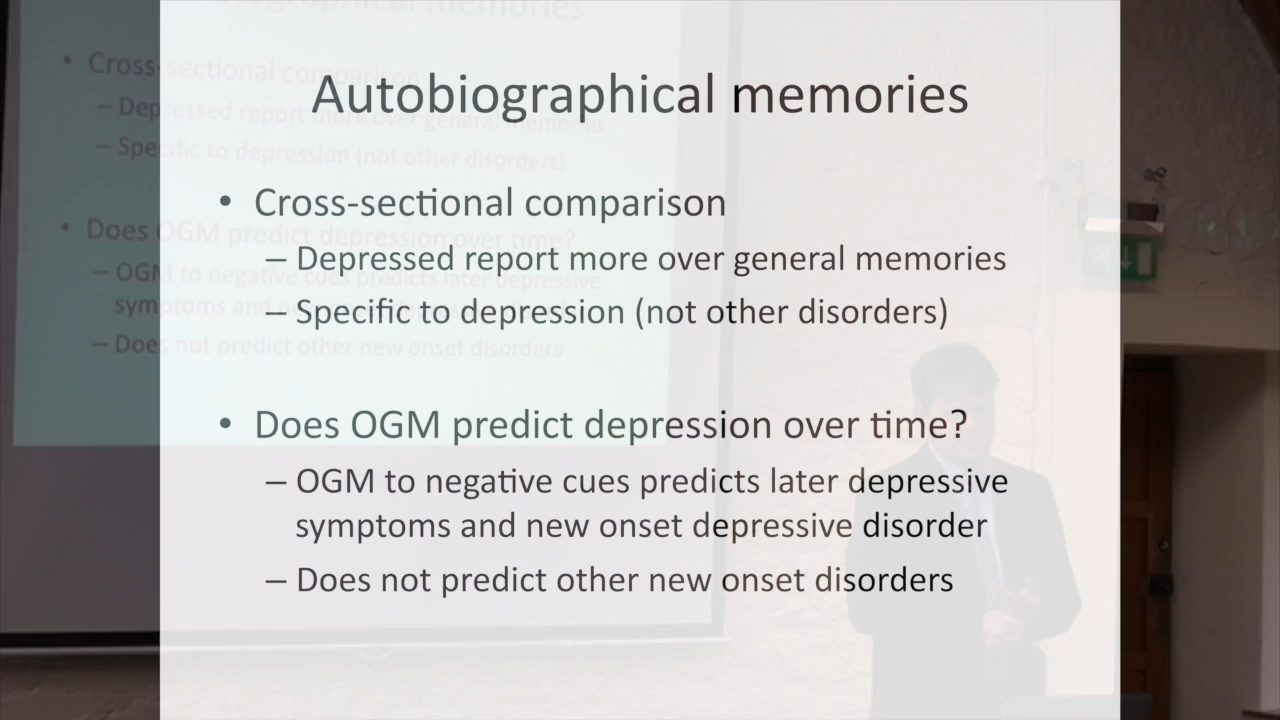 Autobiographical memories
• Cross-sectional comparison
– Depressed report more over general memories
– Specific to depression (not other disorders)
• Does OGM predict depression over time?
– OGM to negative cues predicts later depressive
symptoms and new onset depressive disorder
– Does not predict other new onset disorders